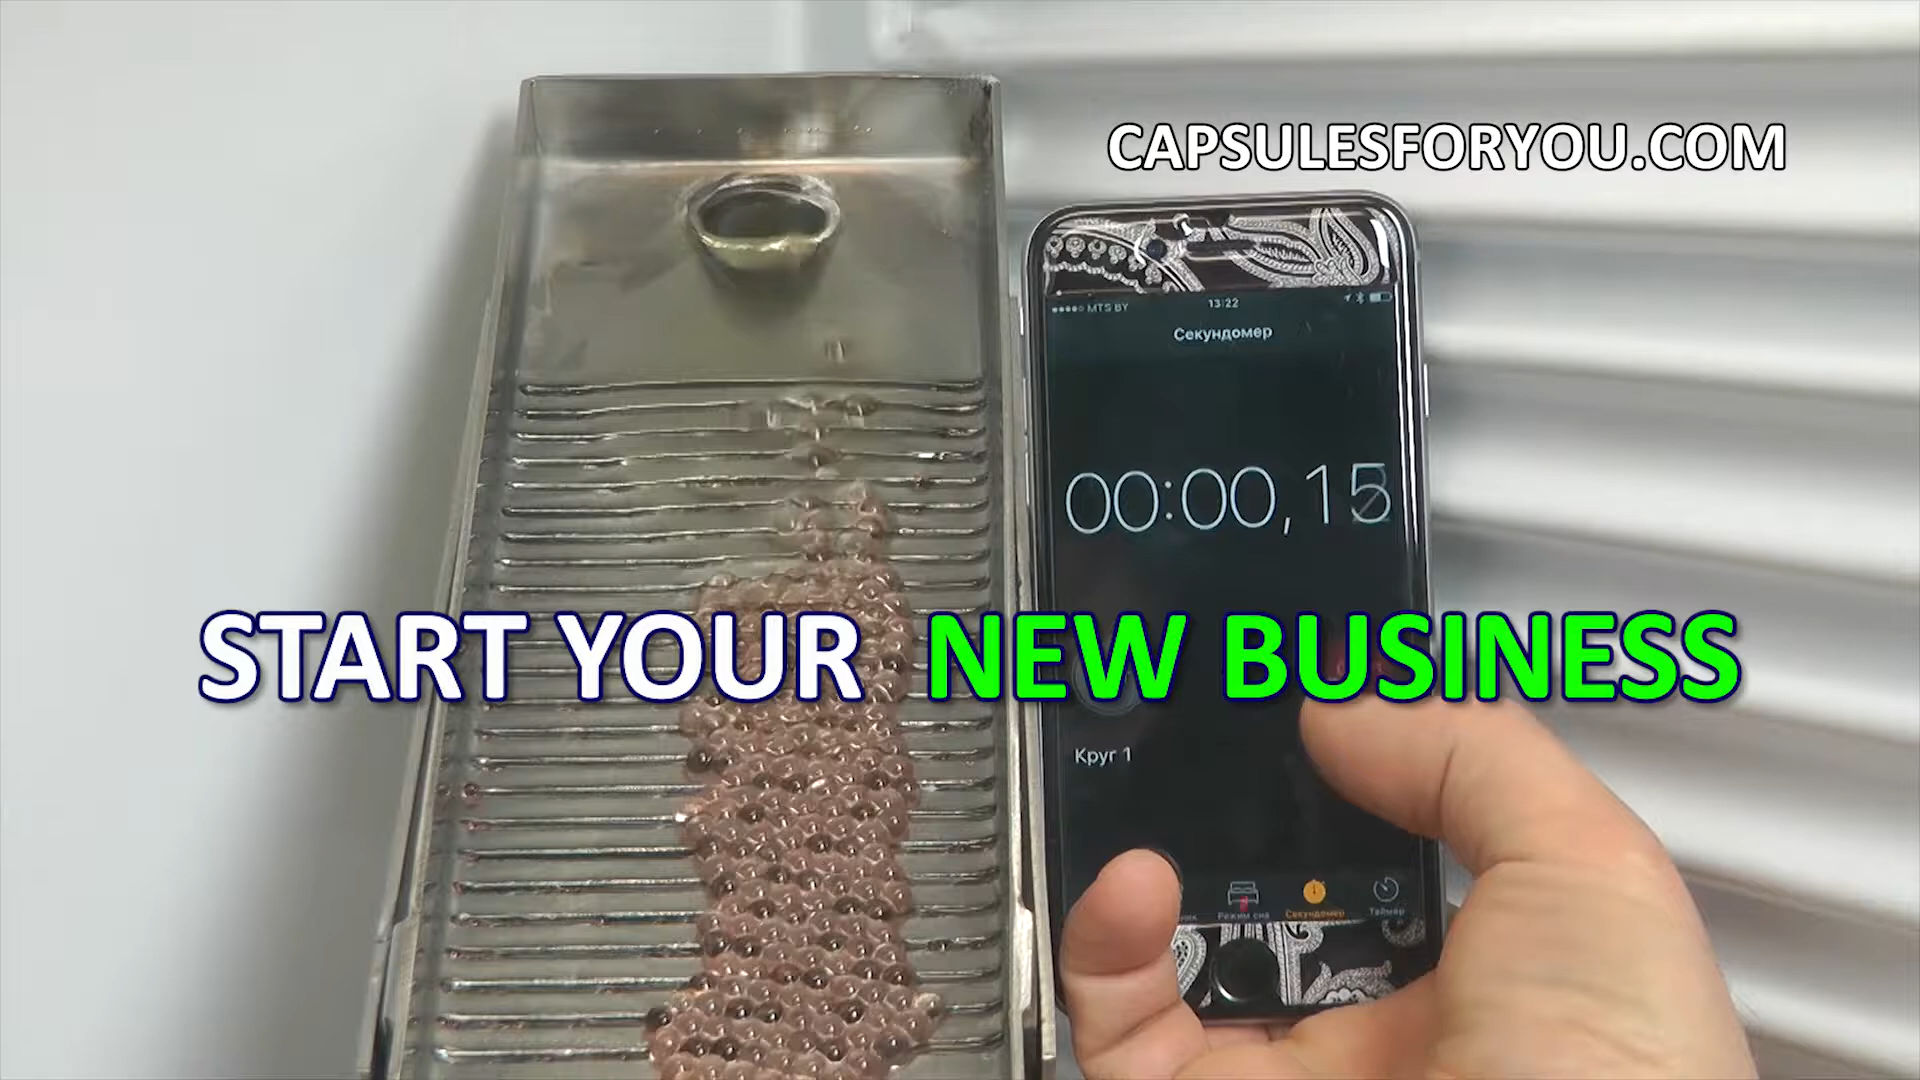 CAPSULESFORYOU.COM
MTS BY 13:22
Секундомер
00:00,15
START YOUR NEW BUSINESS
Круг 1
Режим сна Секундомер Таймер